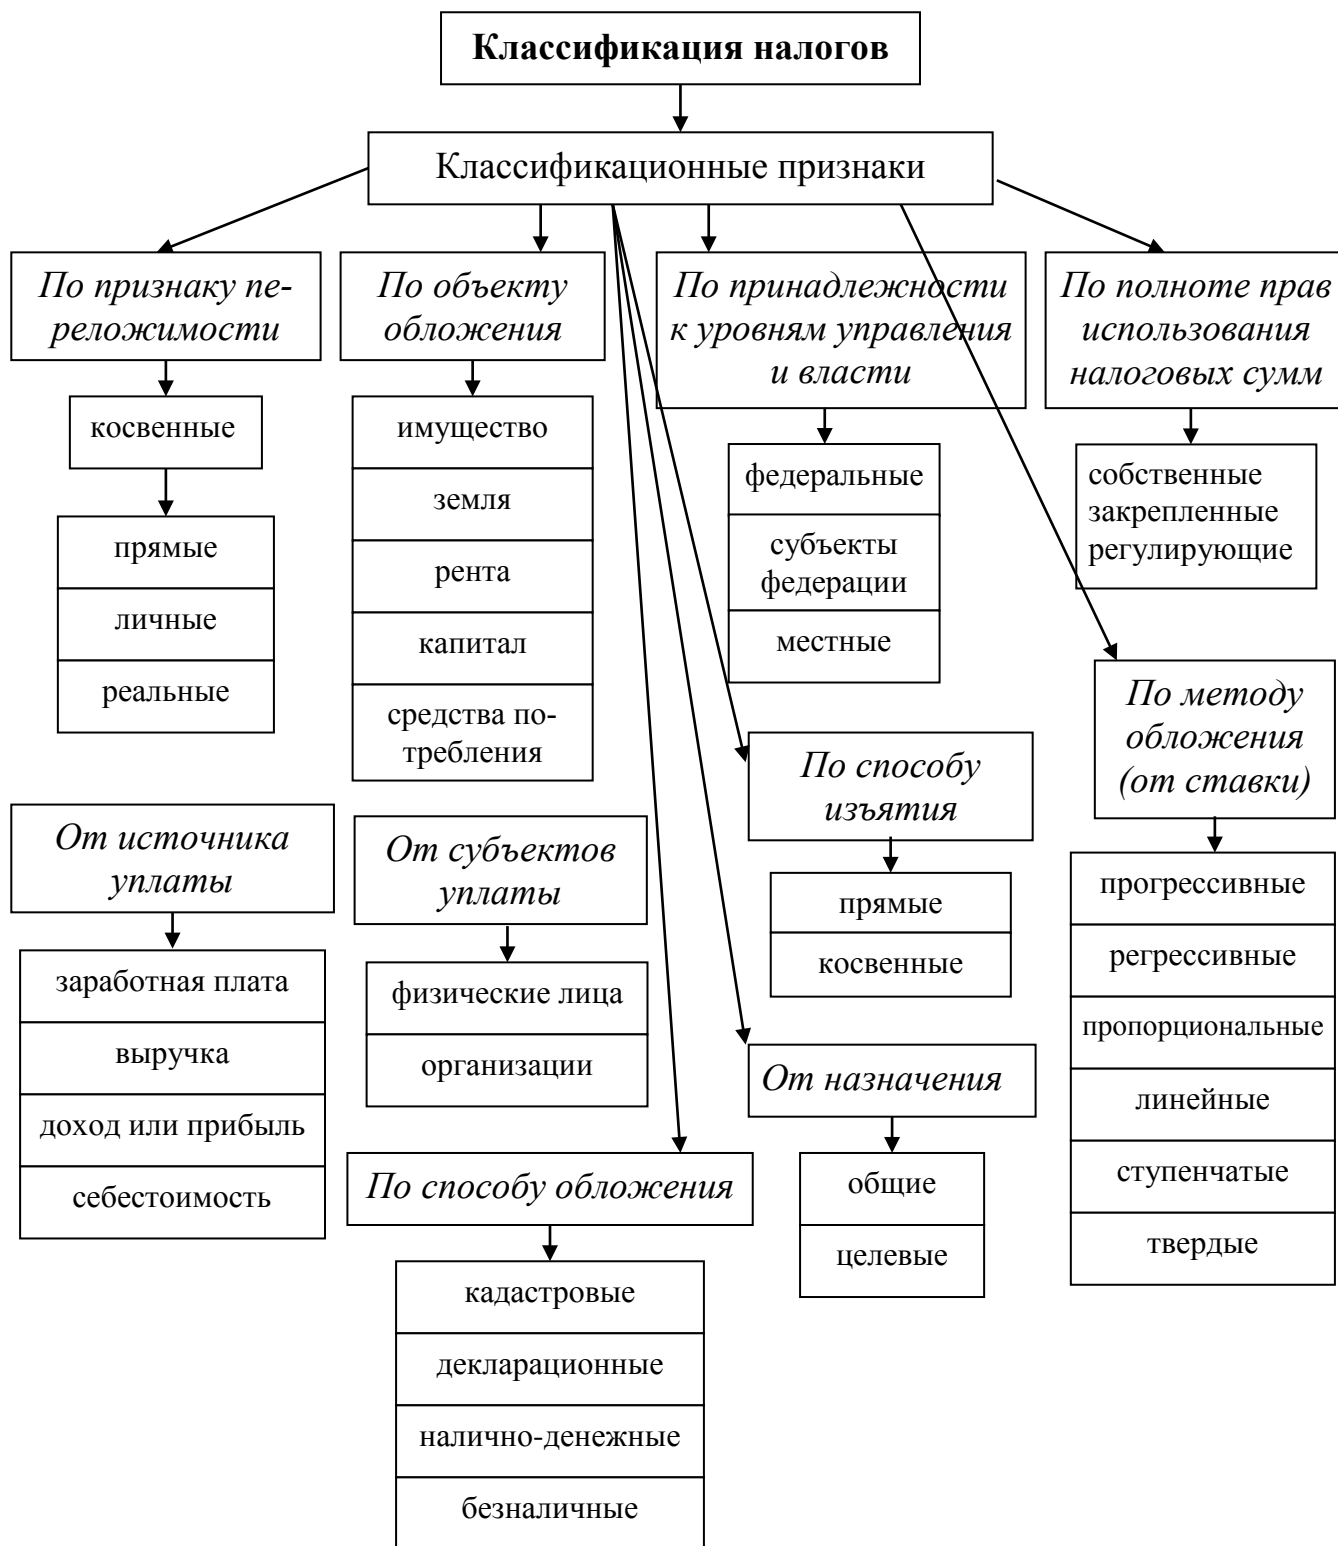 Классификация налогов
Классификационные признаки
По признаку пе-
реложимости
косвенные
прямые
личные
реальные
По объекту
обложения
имущество
земля
рента
капитал
средства по-
требления
По принадлежности
к уровням управления
и власти
федеральные
субъекты
федерации
местные
По полноте прав
использования
налоговых сумм
собственные
закрепленные
регулирующие
По методу
обложения
(от ставки)
прогрессивные
регрессивные
пропорциональные
линейные
ступенчатые
твердые
По способу
изъятия
прямые
косвенные
От источника
уплаты
заработная плата
выручка
доход или прибыль
себестоимость
От субъектов
уплаты
физические лица
организации
От назначения
общие
целевые
По способу обложения
кадастровые
декларационные
налично-денежные
безналичные